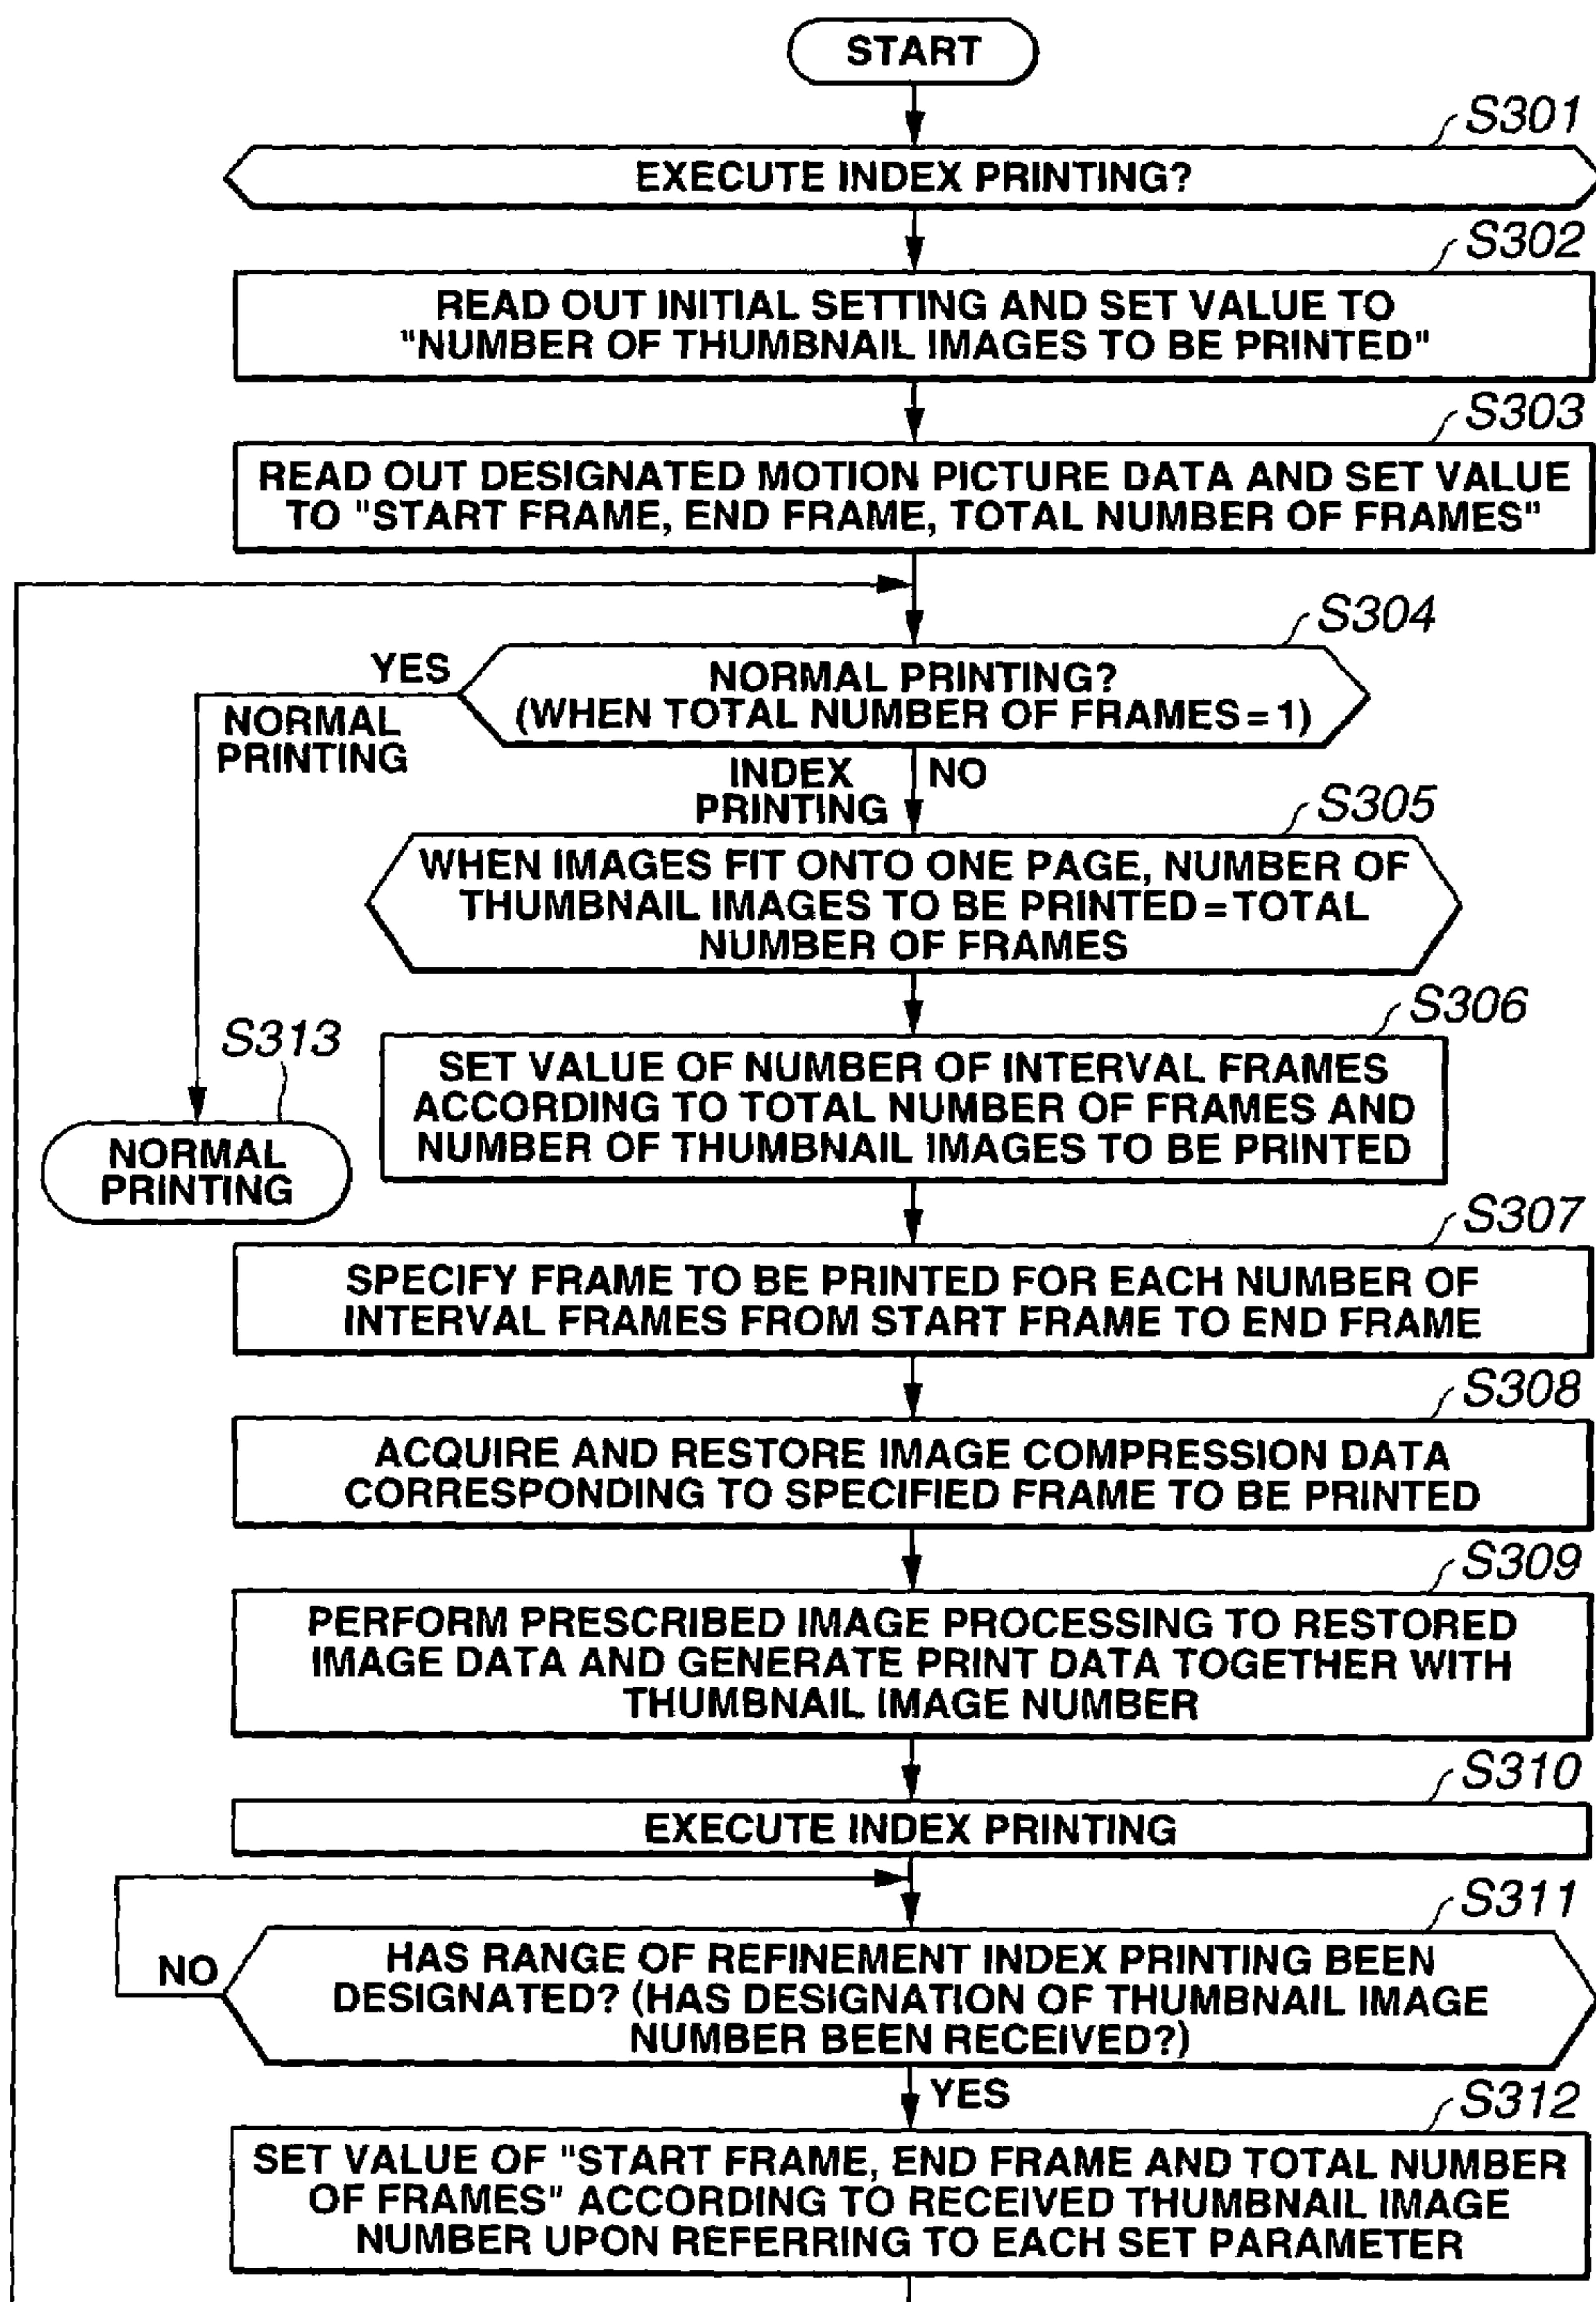 START
S301
EXECUTE INDEX PRINTING?
S302
READ OUT INITIAL SETTING AND SET VALUE TO
"NUMBER OF THUMBNAIL IMAGES TO BE PRINTED"
S303
READ OUT DESIGNATED MOTION PICTURE DATA AND SET VALUE
TO "START FRAME, END FRAME, TOTAL NUMBER OF FRAMES"
S304
YES
NORMAL PRINTING?
(WHEN TOTAL NUMBER OF FRAMES=1)
NORMAL
PRINTING
INDEX
PRINTING
NO
S305
WHEN IMAGES FIT ONTO ONE PAGE, NUMBER OF
THUMBNAIL IMAGES TO BE PRINTED=TOTAL
NUMBER OF FRAMES
S306
SET VALUE OF NUMBER OF INTERVAL FRAMES
ACCORDING TO TOTAL NUMBER OF FRAMES AND
NUMBER OF THUMBNAIL IMAGES TO BE PRINTED
S313
NORMAL
PRINTING
S307
SPECIFY FRAME TO BE PRINTED FOR EACH NUMBER OF
INTERVAL FRAMES FROM START FRAME TO END FRAME
S308
ACQUIRE AND RESTORE IMAGE COMPRESSION DATA
CORRESPONDING TO SPECIFIED FRAME TO BE PRINTED
S309
PERFORM PRESCRIBED IMAGE PROCESSING TO RESTORED
IMAGE DATA AND GENERATE PRINT DATA TOGETHER WITH
THUMBNAIL IMAGE NUMBER
S310
EXECUTE INDEX PRINTING
S311
NO
HAS RANGE OF REFINEMENT INDEX PRINTING BEEN
DESIGNATED? (HAS DESIGNATION OF THUMBNAIL IMAGE
NUMBER BEEN RECEIVED?)
YES
S312
SET VALUE OF "START FRAME, END FRAME AND TOTAL NUMBER
OF FRAMES" ACCORDING TO RECEIVED THUMBNAIL IMAGE
NUMBER UPON REFERRING TO EACH SET PARAMETER